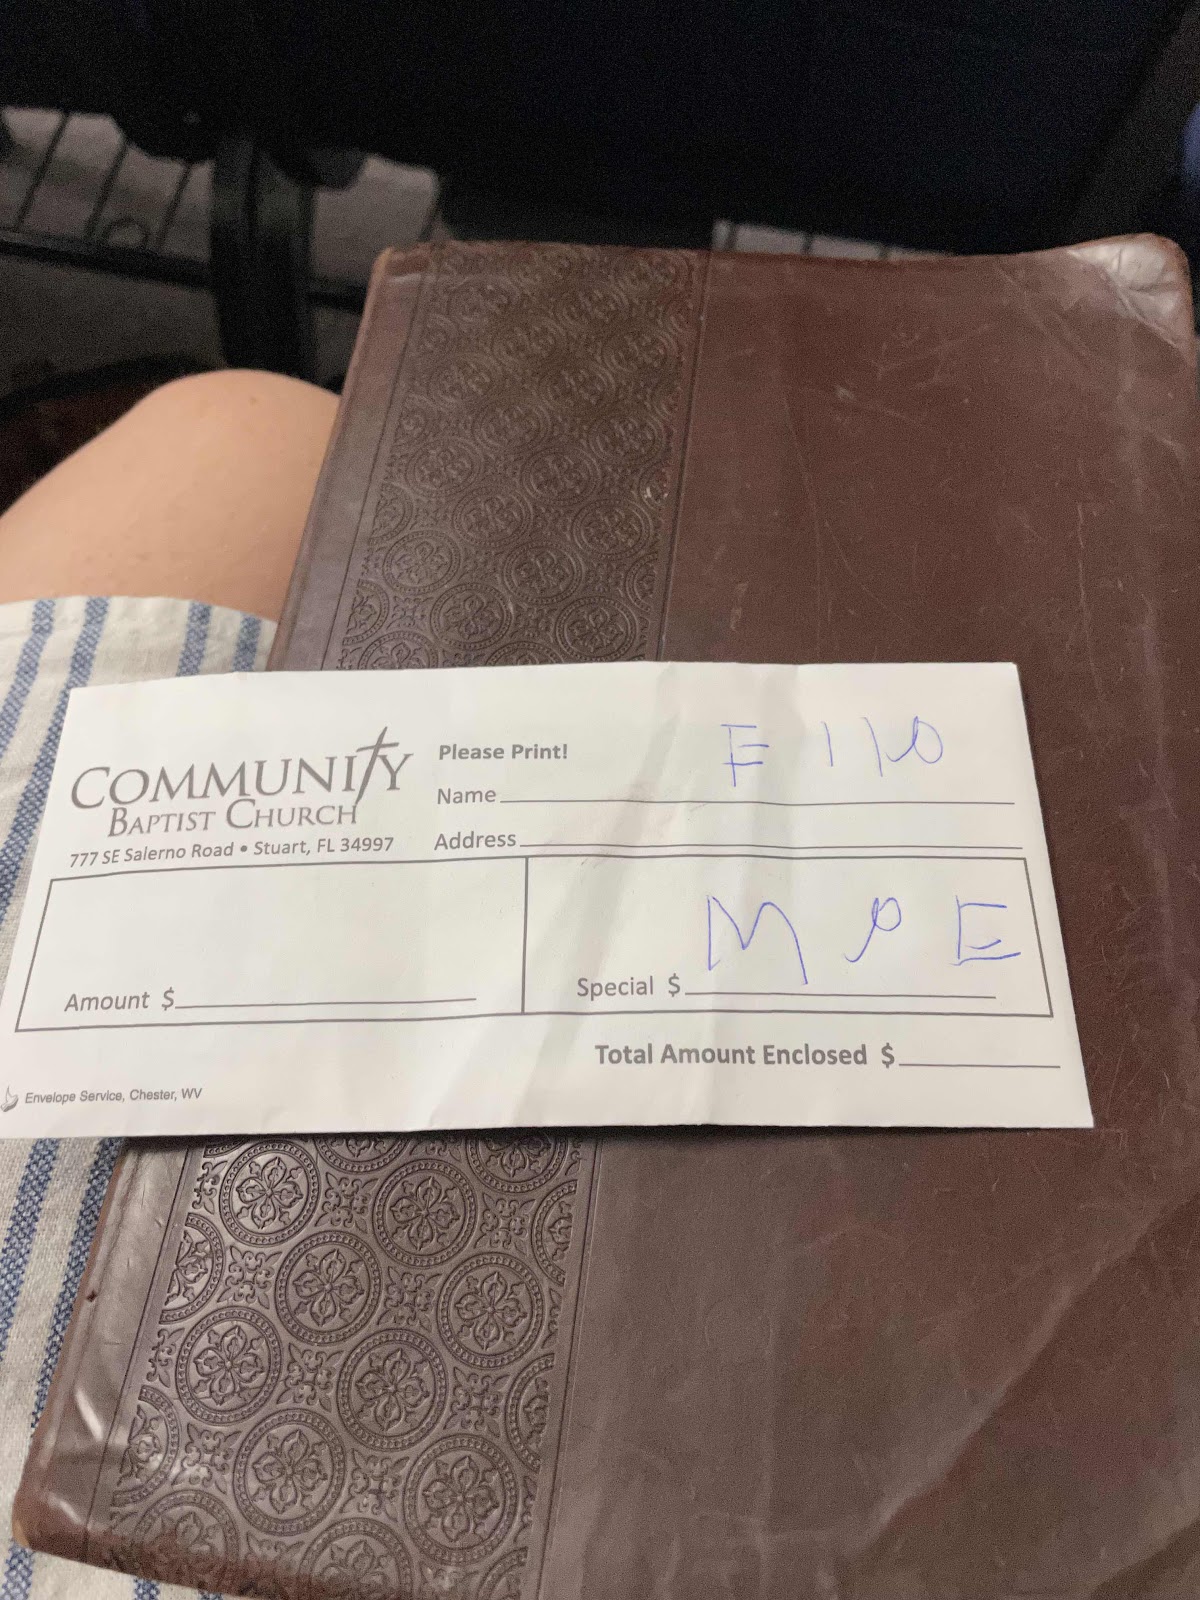 COMMUNITY
BAPTIST CHURCH
777 SE Salerno Road • Stuart, FL 34997
Please Print!
Name
Address
Amount $
Special $
M E
Total Amount Enclosed $
Envelope Service, Chester, WV